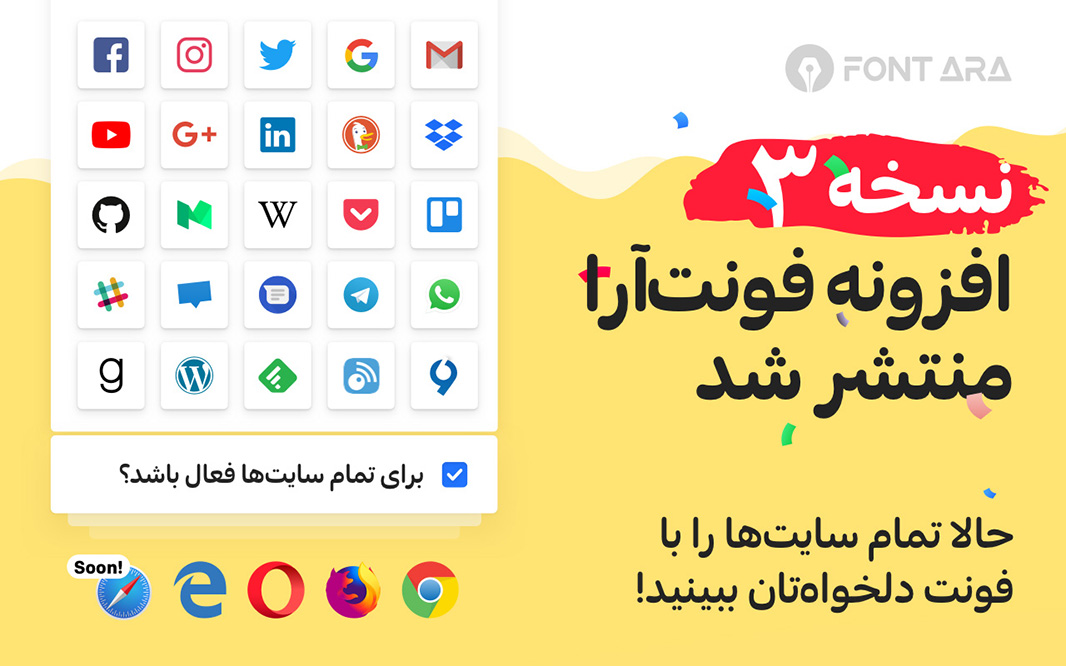 FONT ARA
نسخه ۳
افزونه فونت‌آرا
منتشر شد
حالا تمام سایت‌ها را با
فونت دلخواه‌تان ببینید!
برای تمام سایت‌ها فعال باشد؟
Soon!